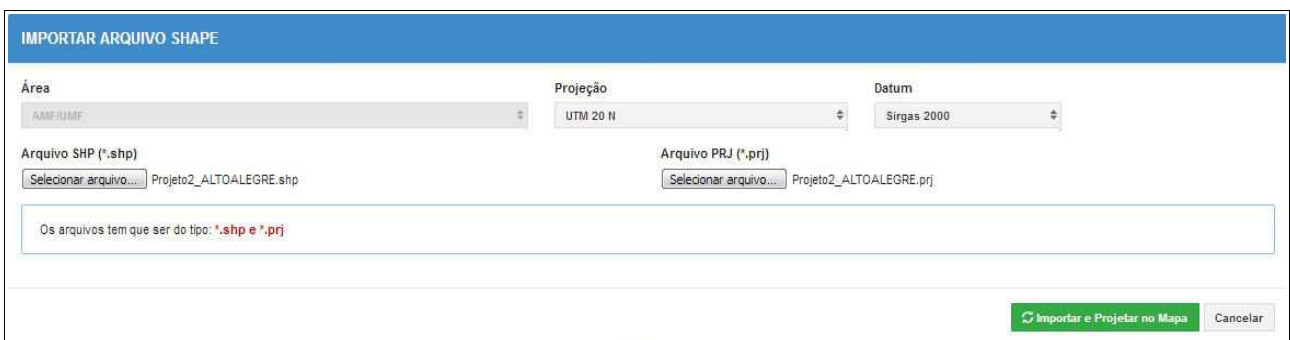 IMPORTAR ARQUIVO SHAPE
Área Projeção Datum
AMF/UMF UTM 20 N Sirgas 2000
Arquivo SHP (*.shp) Arquivo PRJ (*.prj)
Selecionar arquivo... Projeto2_ALTOALEGRE.shp Selecionar arquivo... Projeto2_ALTOALEGRE.prj
Os arquivos tem que ser do tipo: *.shp e *.prj
Importar e Projetar no Mapa Cancelar